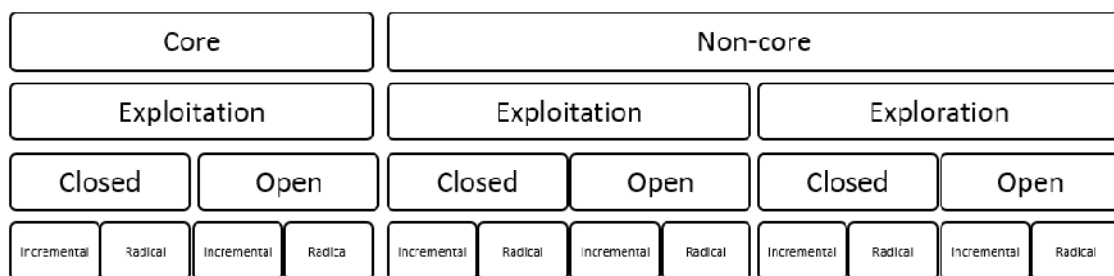 Core Non-core
Exploitation Exploitation Exploration
Closed Open Closed Open Closed Open
Incremental Radical Incremental Radica Incremental Radical Incremental Radical Incremental Radical Incremental Radical